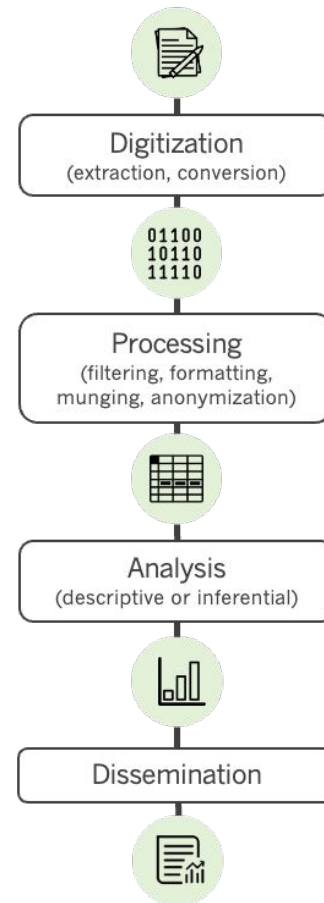 Digitization
(extraction, conversion)
01100
10110
11110
Processing
(filtering, formatting,
munging, anonymization)
Analysis
(descriptive or inferential)
Dissemination